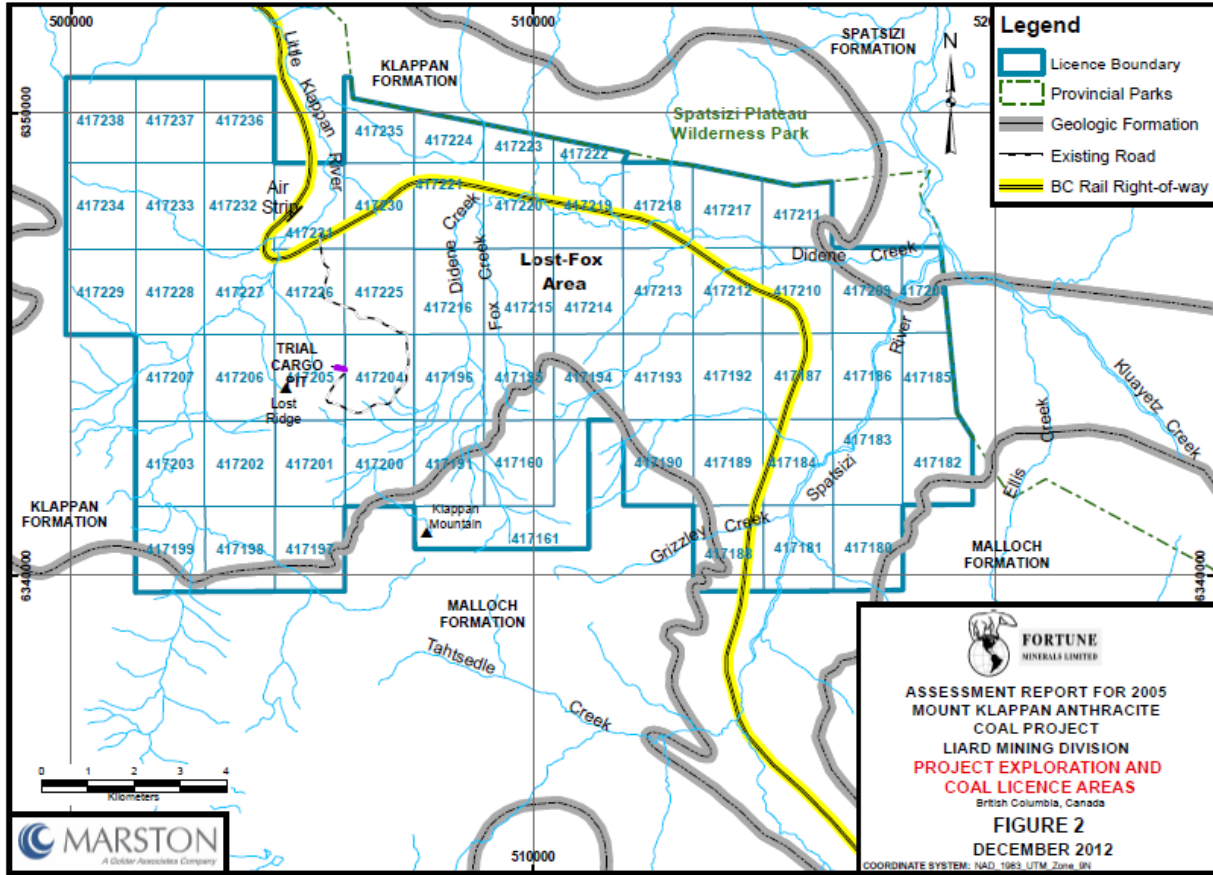 500000
510000
52
Legend
Licence Boundary
Provincial Parks
Geologic Formation
Existing Road
BC Rail Right-of-way
N
SPATSIZI
FORMATION
KLAPPAN
FORMATION
Little Klappan River
Spatsizi Plateau
Wilderness Park
6350000
417238
417237
417236
417235
417224
417223
417222
Air
Strip
417234
417233
417232
417231
417230
417221
417220
417219
417218
417217
417211
Didene Creek
Fox Creek
Lost-Fox
Area
Didene Creek
417229
417228
417227
417226
417225
417216
417215
417214
417213
417212
417210
417209
417208
TRIAL
CARGO
PIT
Lost
Ridge
417207
417206
417205
417204
417196
417195
417194
417193
417192
417187
417186
417185
Spatsizi River
Kluayetz Creek
Ellis Creek
417203
417202
417201
417200
417191
417160
417190
417189
417184
417183
417182
KLAPPAN
FORMATION
Klappan
Mountain
417161
Grizzley Creek
417199
417198
417197
417188
417181
417180
MALLOCH
FORMATION
6340000
6340000
MALLOCH
FORMATION
Tahtsedle Creek
0 1 2 3 4
Kilometers
MARSTON
A Golder Associates Company
510000
FORTUNE
MINERALS LIMITED
ASSESSMENT REPORT FOR 2005
MOUNT KLAPPAN ANTHRACITE
COAL PROJECT
LIARD MINING DIVISION
PROJECT EXPLORATION AND
COAL LICENCE AREAS
British Columbia, Canada
FIGURE 2
DECEMBER 2012
COORDINATE SYSTEM: NAD_1983_UTM_Zone_9N